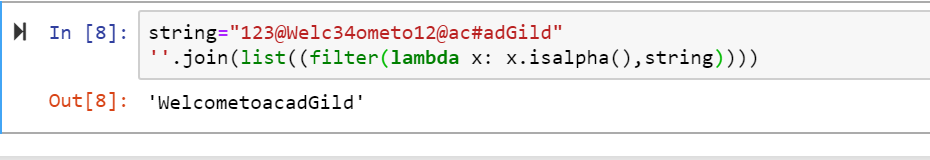 In [8]: string="123@Welc34ometo12@ac#adGild"
''.join(list((filter(lambda x: x.isalpha(),string))))
Out[8]: 'WelcometoacadGild'